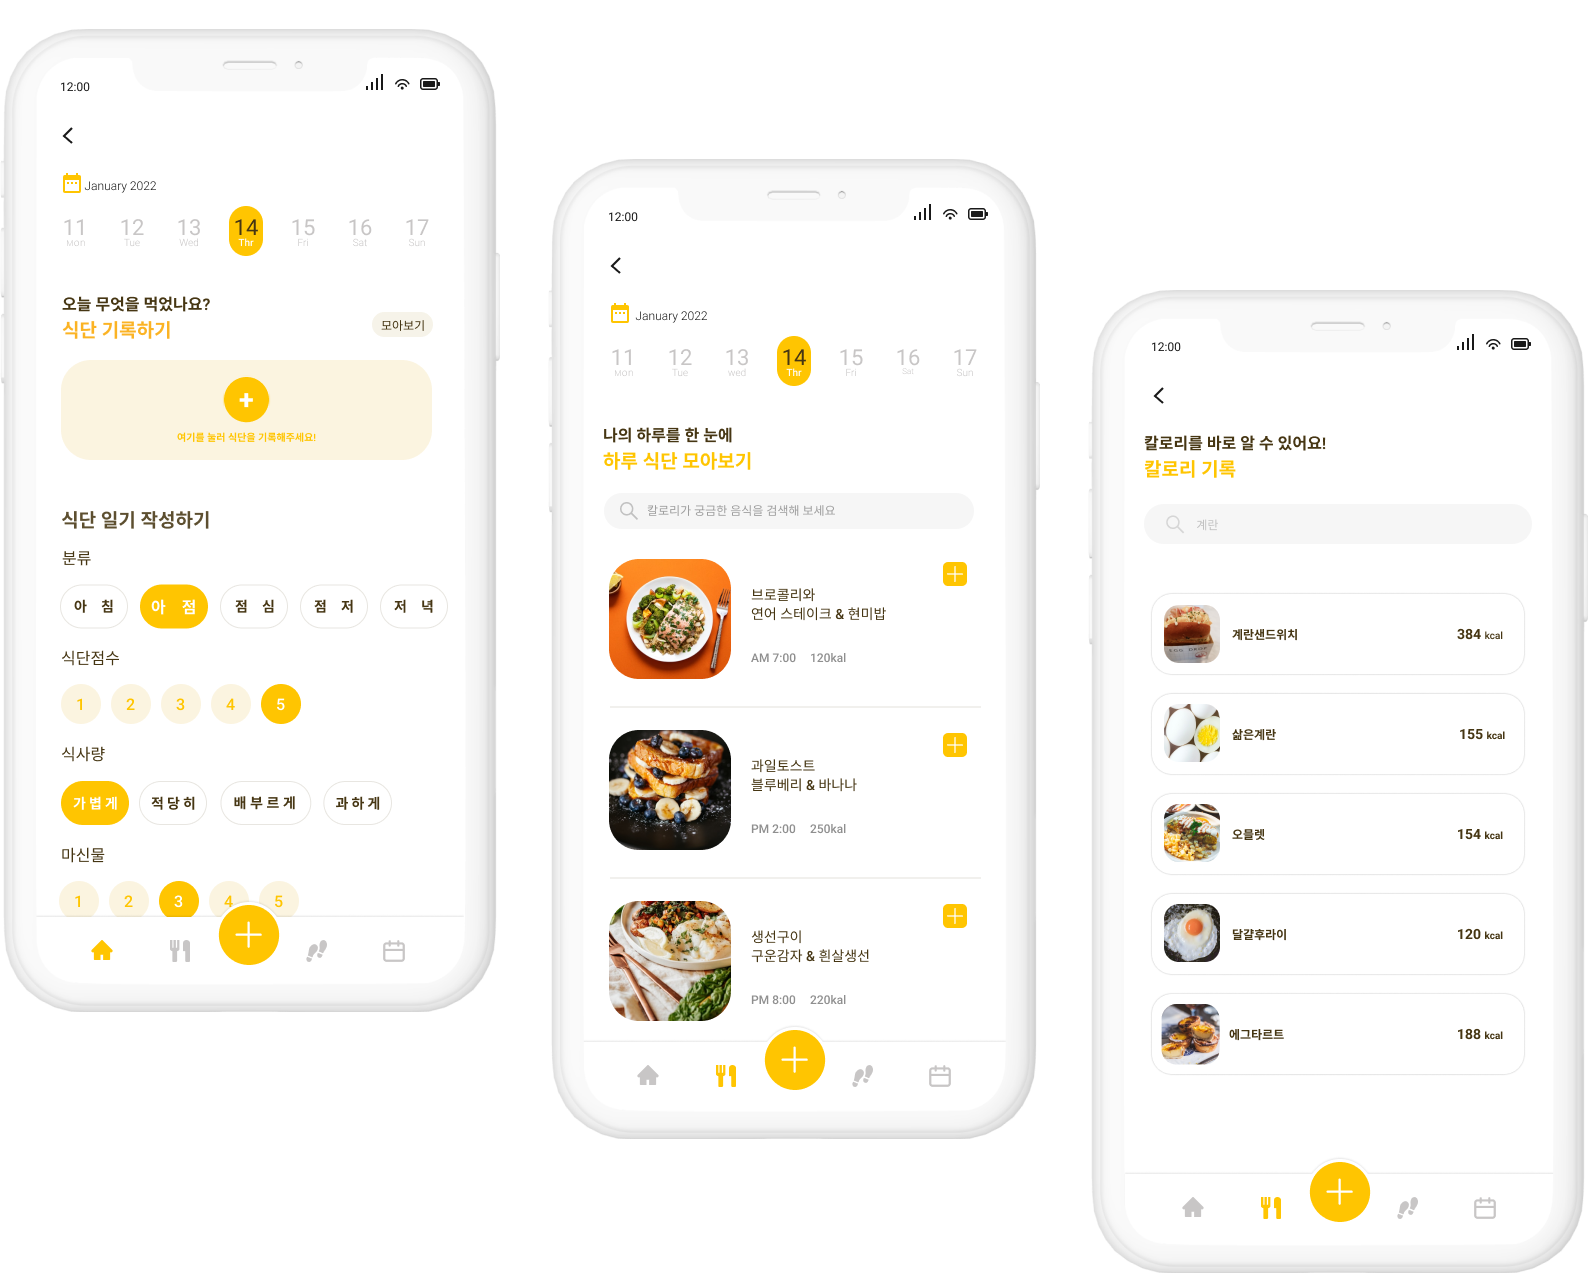 12:00
January 2022
11 12 13 14 15 16 17
Mon Tue Wed Thr Fri Sat Sun
오늘 무엇을 먹었나요?
식단 기록하기
모아보기
여기를 눌러 식단을 기록해주세요!
식단 일기 작성하기
분류
아 침 아 점 점 심 점 저 저 녁
식단점수
1 2 3 4 5
식사량
가볍게 적당히 배부르게 과하게
마신물
1 2 3 4 5
12:00
January 2022
11 12 13 14 15 16 17
Mon Tue wed Thr Fri Sat Sun
나의 하루를 한 눈에
하루 식단 모아보기
칼로리가 궁금한 음식을 검색해 보세요
브로콜리와
연어 스테이크 & 현미밥
AM 7:00 120kal
과일토스트
블루베리 & 바나나
PM 2:00 250kal
생선구이
구운감자 & 흰살생선
PM 8:00 220kal
12:00
칼로리를 바로 알 수 있어요!
칼로리 기록
계란
계란샌드위치 384 kcal
삶은계란 155 kcal
오믈렛 154 kcal
달걀후라이 120 kcal
에그타르트 188 kcal